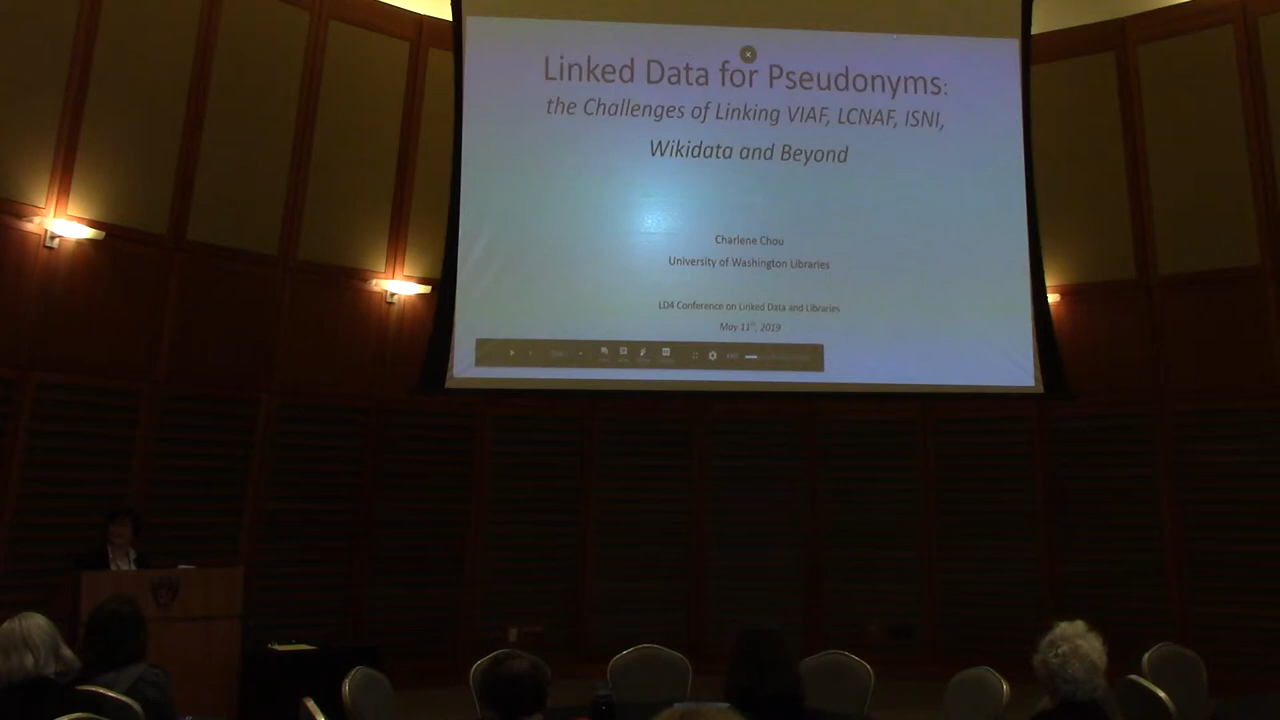 Linked Data for Pseudonyms:
the Challenges of Linking VIAF, LCNAF, ISNI,
Wikidata and Beyond
Charlene Chou
University of Washington Libraries
LD4 Conference on Linked Data and Libraries
May 11th, 2019